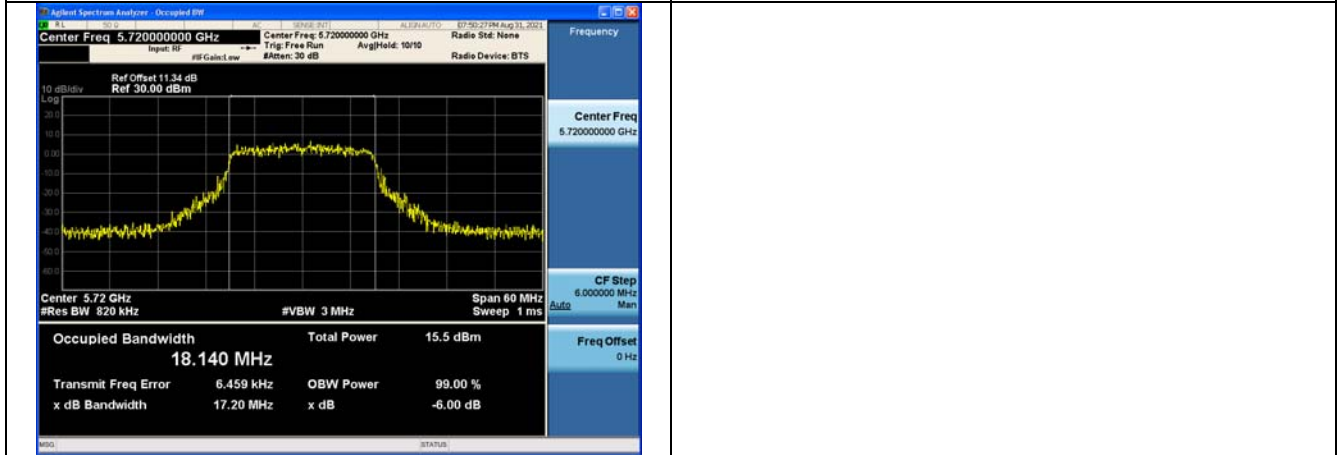 Agilent Spectrum Analyzer - Occupied BW
RL 50 Ω AC SENSE:INT ALIGNAUTO 07:50:27 PM Aug 31, 2021
Center Freq 5.720000000 GHz
Input: RF
#IFGain:Low
Center Freq: 5.720000000 GHz
Trig: Free Run Avg|Hold: 10/10
#Atten: 30 dB
Radio Std: None
Radio Device: BTS
Frequency
Ref Offset 11.34 dB
10 dB/div Ref 30.00 dBm
Log
20.0
10.0
0.00
-10.0
-20.0
-30.0
-40.0
-50.0
-60.0
Center Freq
5.720000000 GHz
Center 5.72 GHz Span 60 MHz
#Res BW 820 kHz #VBW 3 MHz Sweep 1 ms
CF Step
6.000000 MHz
Auto Man
Occupied Bandwidth Total Power 15.5 dBm
18.140 MHz
Transmit Freq Error 6.459 kHz OBW Power 99.00 %
x dB Bandwidth 17.20 MHz x dB -6.00 dB
Freq Offset
0 Hz
MSG STATUS